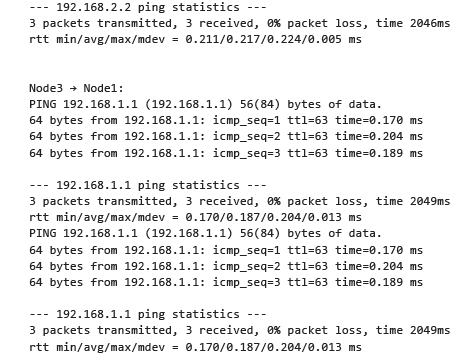 --- 192.168.2.2 ping statistics ---
3 packets transmitted, 3 received, 0% packet loss, time 2046ms
rtt min/avg/max/mdev = 0.211/0.217/0.224/0.005 ms
Node3 → Node1:
PING 192.168.1.1 (192.168.1.1) 56(84) bytes of data.
64 bytes from 192.168.1.1: icmp_seq=1 ttl=63 time=0.170 ms
64 bytes from 192.168.1.1: icmp_seq=2 ttl=63 time=0.204 ms
64 bytes from 192.168.1.1: icmp_seq=3 ttl=63 time=0.189 ms
--- 192.168.1.1 ping statistics ---
3 packets transmitted, 3 received, 0% packet loss, time 2049ms
rtt min/avg/max/mdev = 0.170/0.187/0.204/0.013 ms
PING 192.168.1.1 (192.168.1.1) 56(84) bytes of data.
64 bytes from 192.168.1.1: icmp_seq=1 ttl=63 time=0.170 ms
64 bytes from 192.168.1.1: icmp_seq=2 ttl=63 time=0.204 ms
64 bytes from 192.168.1.1: icmp_seq=3 ttl=63 time=0.189 ms
--- 192.168.1.1 ping statistics ---
3 packets transmitted, 3 received, 0% packet loss, time 2049ms
rtt min/avg/max/mdev = 0.170/0.187/0.204/0.013 ms